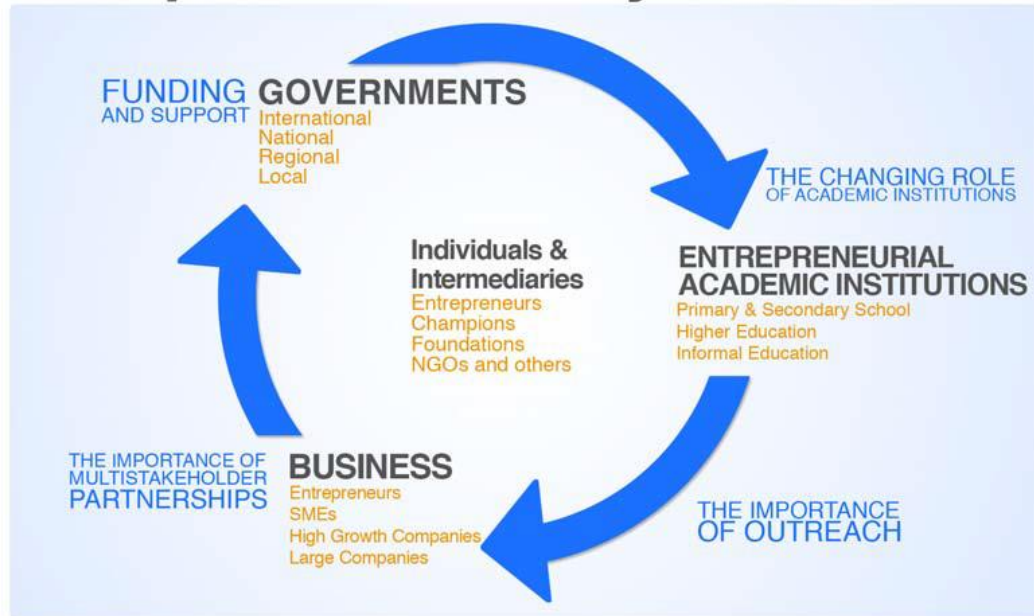 FUNDING
AND SUPPORT
GOVERNMENTS
International
National
Regional
Local
THE CHANGING ROLE
OF ACADEMIC INSTITUTIONS
Individuals &
Intermediaries
Entrepreneurs
Champions
Foundations
NGOs and others
ENTREPRENEURIAL
ACADEMIC INSTITUTIONS
Primary & Secondary School
Higher Education
Informal Education
THE IMPORTANCE OF
MULTISTAKEHOLDER
PARTNERSHIPS
BUSINESS
Entrepreneurs
SMEs
High Growth Companies
Large Companies
THE IMPORTANCE
OF OUTREACH